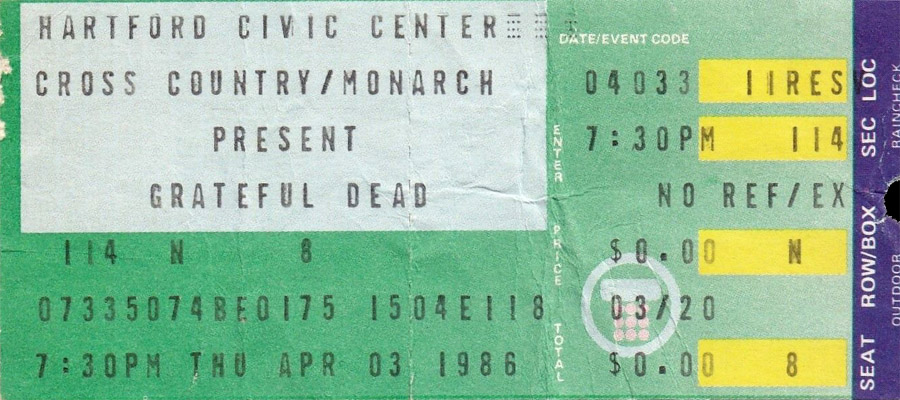 HARTFORD CIVIC CENTER
CROSS COUNTRY/MONARCH
PRESENT
GRATEFUL DEAD
114 N 8
07335074BE0175 1504E118
7:30PM THU APR 03 1986
DATE/EVENT CODE
04033 11RES
7:30PM 114
NO REF/EX
$0.00 N
03/20
$0.00 8
ENTER PRICE TOTAL
SEAT ROW/BOX SEC LOC
OUTDOOR RAINCHECK